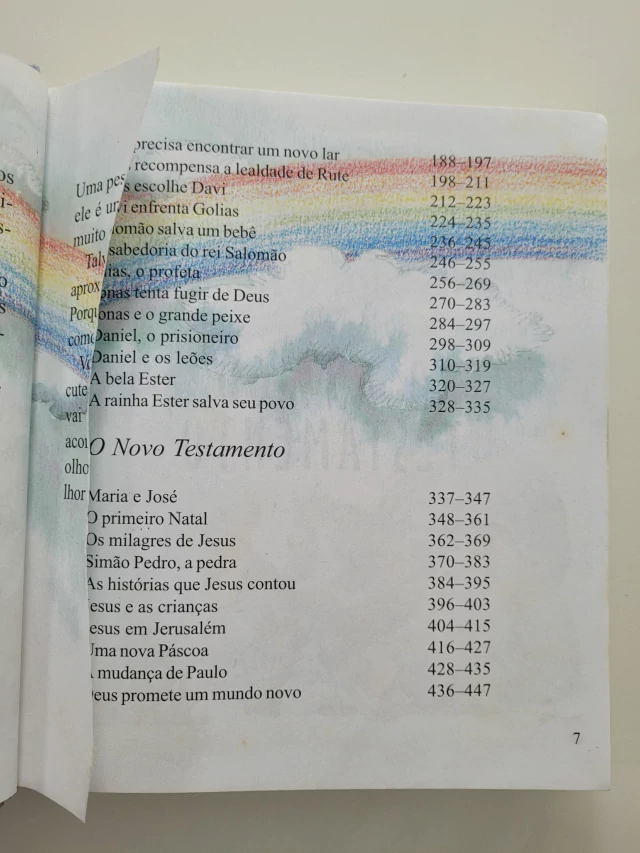 Uma
ele é
muito
vai
precisa encontrar um novo lar 188–197
recompensa a lealdade de Rute 198–211
escolhe Davi 212–223
enfrenta Golias 224–235
salva um bebê 236–245
sabedoria do rei Salomão 246–255
o profeta 256–269
tenta fugir de Deus 270–283
e o grande peixe 284–297
Daniel, o prisioneiro 298–309
Daniel e os leões 310–319
A bela Ester 320–327
A rainha Ester salva seu povo 328–335
O Novo Testamento
Maria e José 337–347
O primeiro Natal 348–361
Os milagres de Jesus 362–369
Simão Pedro, a pedra 370–383
As histórias que Jesus contou 384–395
Jesus e as crianças 396–403
Jesus em Jerusalém 404–415
Uma nova Páscoa 416–427
A mudança de Paulo 428–435
Deus promete um mundo novo 436–447
7